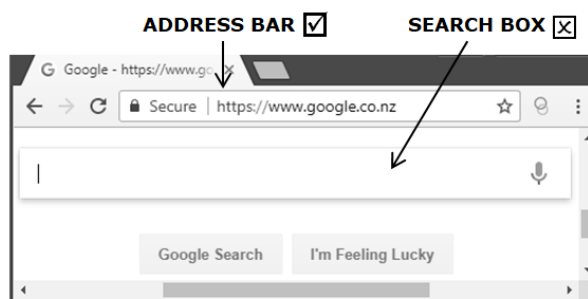 ADDRESS BAR ☑ SEARCH BOX ☒
G Google - https://www.go
Secure | https://www.google.co.nz
Google Search I'm Feeling Lucky